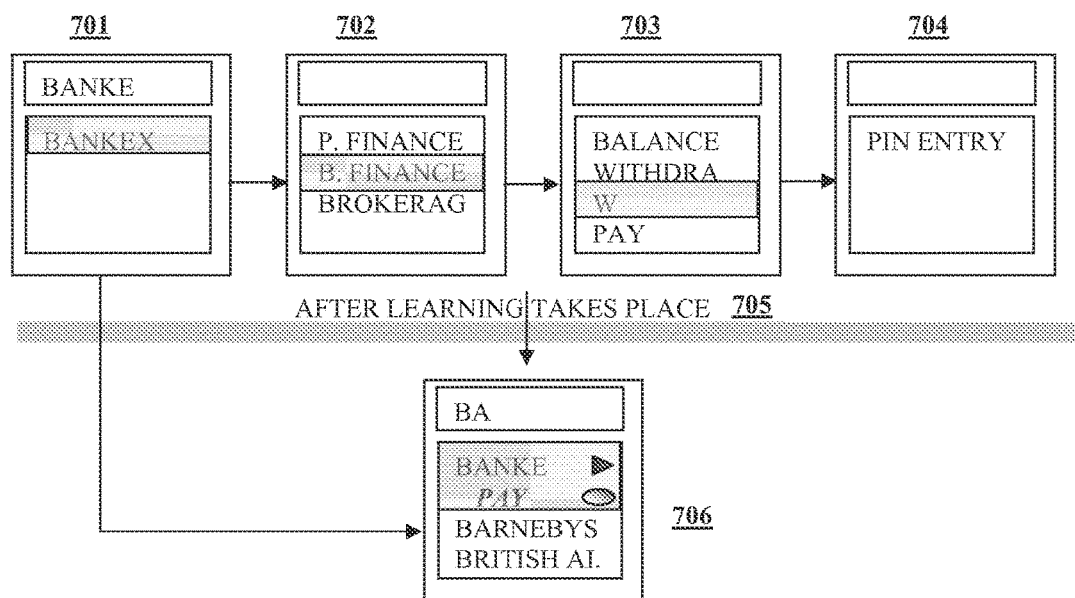 701 702 703 704
BANKE
BANKEX
P. FINANCE
B. FINANCE
BROKERAG
BALANCE
WITHDRA
W
PAY
PIN ENTRY
AFTER LEARNING TAKES PLACE 705
BA
BANKE
PAY
BARNEBYS
BRITISH AI.
706